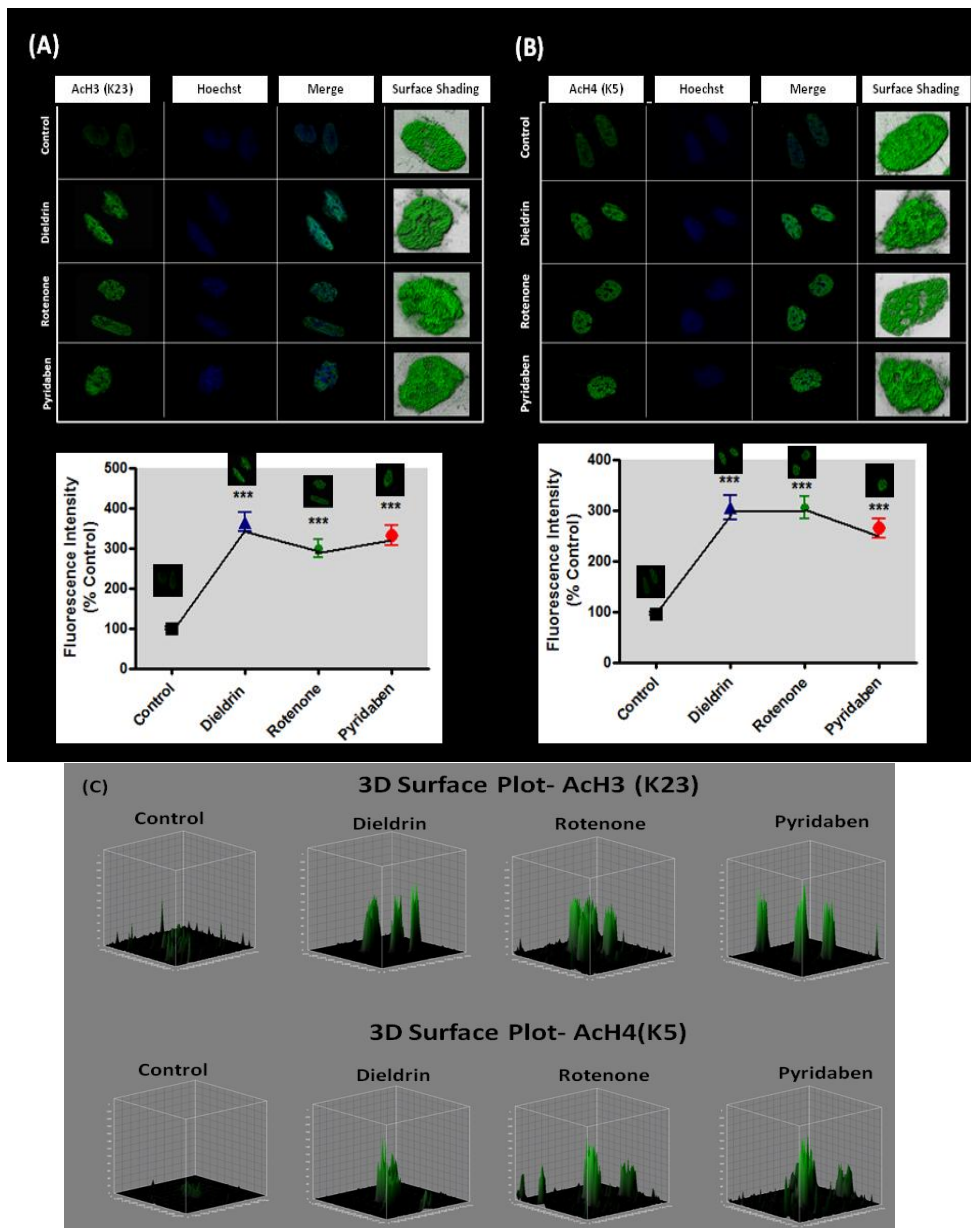 (A)
AcH3 (K23) Hoechst Merge Surface Shading
Control
Dieldrin
Rotenone
Pyridaben
Fluorescence Intensity
(% Control)
500
400
300
200
100
0
***
***
***
Control Dieldrin Rotenone Pyridaben
(B)
AcH4 (K5) Hoechst Merge Surface Shading
Control
Dieldrin
Rotenone
Pyridaben
Fluorescence Intensity
(% Control)
400
300
200
100
0
***
***
***
Control Dieldrin Rotenone Pyridaben
(C)
3D Surface Plot- AcH3 (K23)
Control Dieldrin Rotenone Pyridaben
3D Surface Plot- AcH4(K5)
Control Dieldrin Rotenone Pyridaben